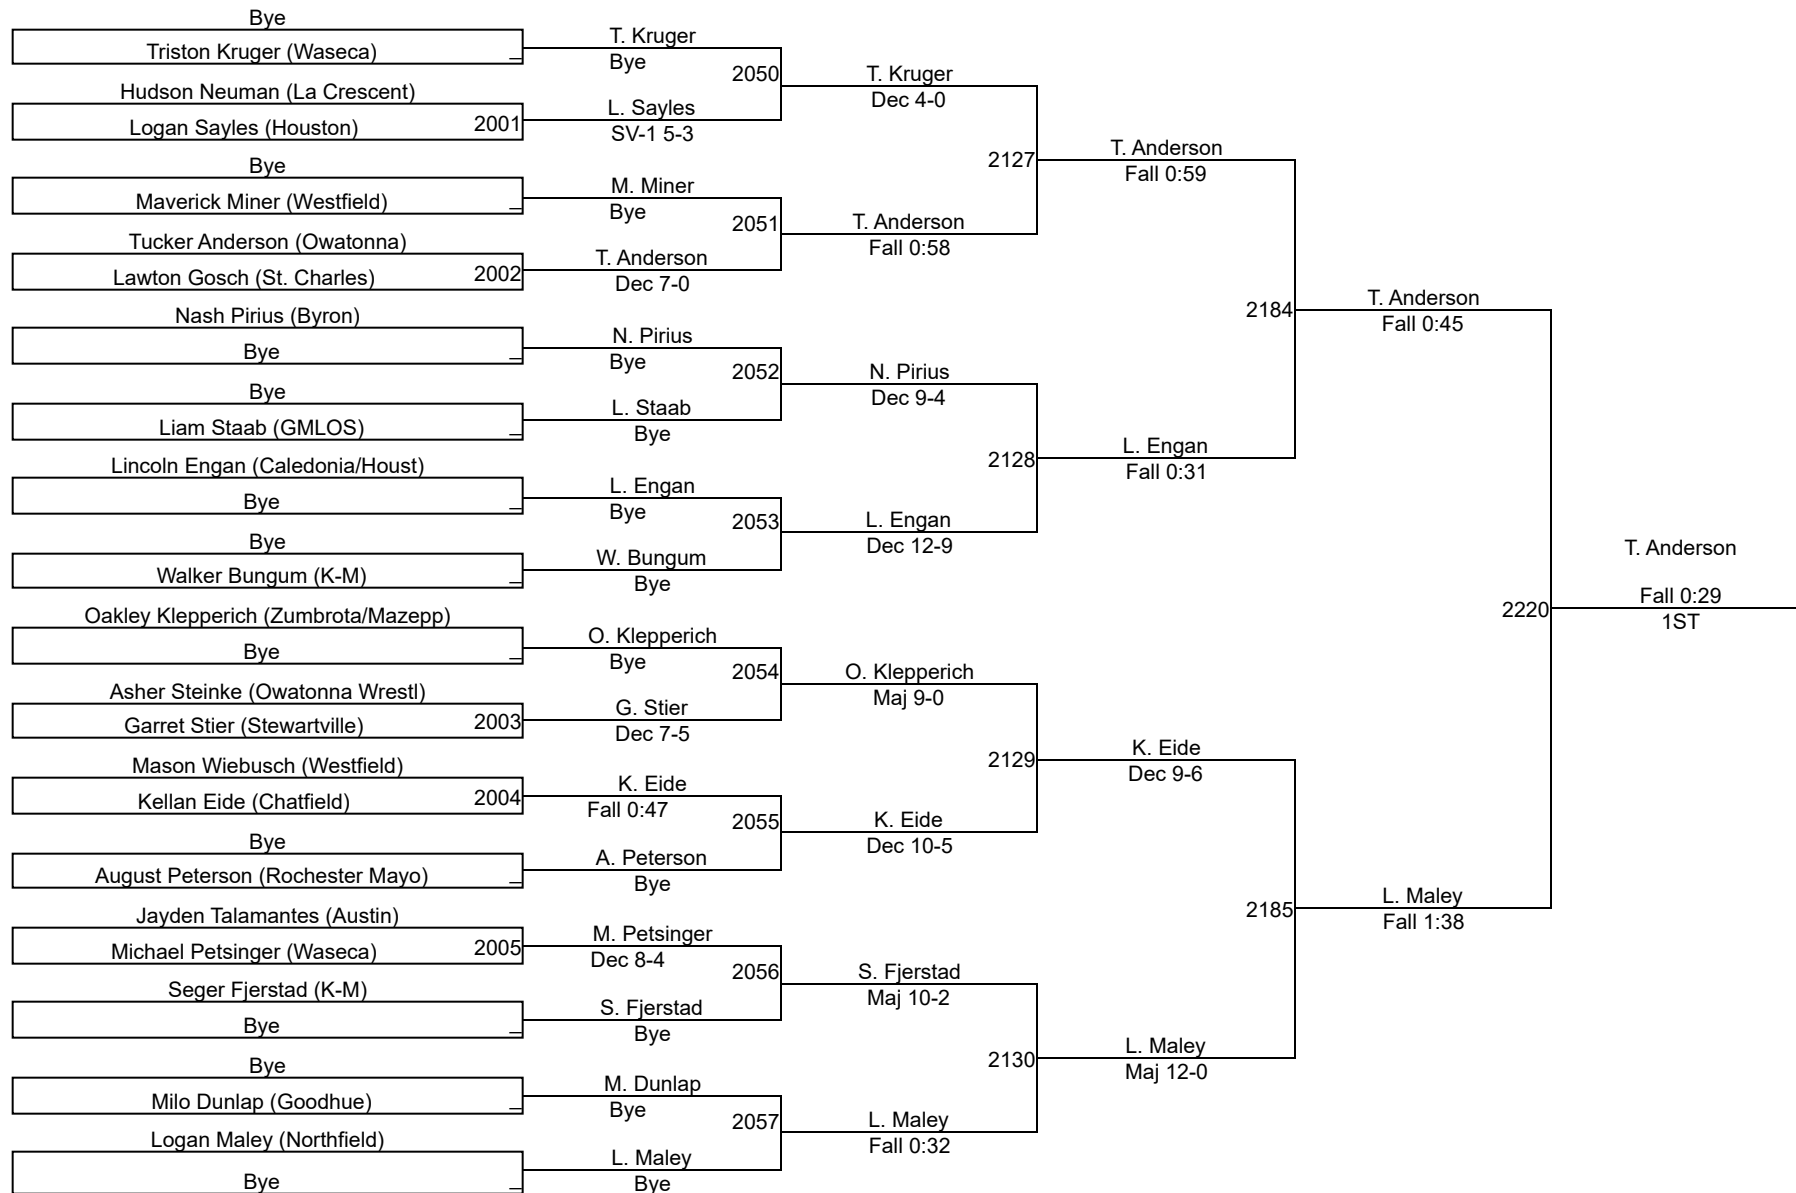 Bye
Triston Kruger (Waseca)
Hudson Neuman (La Crescent)
Logan Sayles (Houston) 2001
Bye
Maverick Miner (Westfield)
Tucker Anderson (Owatonna)
Lawton Gosch (St. Charles) 2002
Nash Pirius (Byron)
Bye
Bye
Liam Staab (GMLOS)
Lincoln Engan (Caledonia/Houst)
Bye
Bye
Walker Bungum (K-M)
Oakley Klepperich (Zumbrota/Mazepp)
Bye
Asher Steinke (Owatonna Wrestl)
Garret Stier (Stewartville) 2003
Mason Wiebusch (Westfield)
Kellan Eide (Chatfield) 2004
Bye
August Peterson (Rochester Mayo)
Jayden Talamantes (Austin)
Michael Petsinger (Waseca) 2005
Seger Fjerstad (K-M)
Bye
Bye
Milo Dunlap (Goodhue)
Logan Maley (Northfield)
Bye
T. Kruger
Bye
2050
L. Sayles
SV-1 5-3
M. Miner
Bye
2051
T. Anderson
Dec 7-0
N. Pirius
Bye
2052
L. Staab
Bye
L. Engan
Bye
2053
W. Bungum
Bye
O. Klepperich
Bye
2054
G. Stier
Dec 7-5
K. Eide
Fall 0:47
2055
A. Peterson
Bye
M. Petsinger
Dec 8-4
2056
S. Fjerstad
Bye
M. Dunlap
Bye
2057
L. Maley
Bye
T. Kruger
Dec 4-0
2127
T. Anderson
Fall 0:58
N. Pirius
Dec 9-4
2128
L. Engan
Dec 12-9
O. Klepperich
Maj 9-0
2129
K. Eide
Dec 10-5
S. Fjerstad
Maj 10-2
2130
L. Maley
Fall 0:32
T. Anderson
Fall 0:59
2184
L. Engan
Fall 0:31
K. Eide
Dec 9-6
2185
L. Maley
Maj 12-0
T. Anderson
Fall 0:45
2220
L. Maley
Fall 1:38
T. Anderson
Fall 0:29
1ST